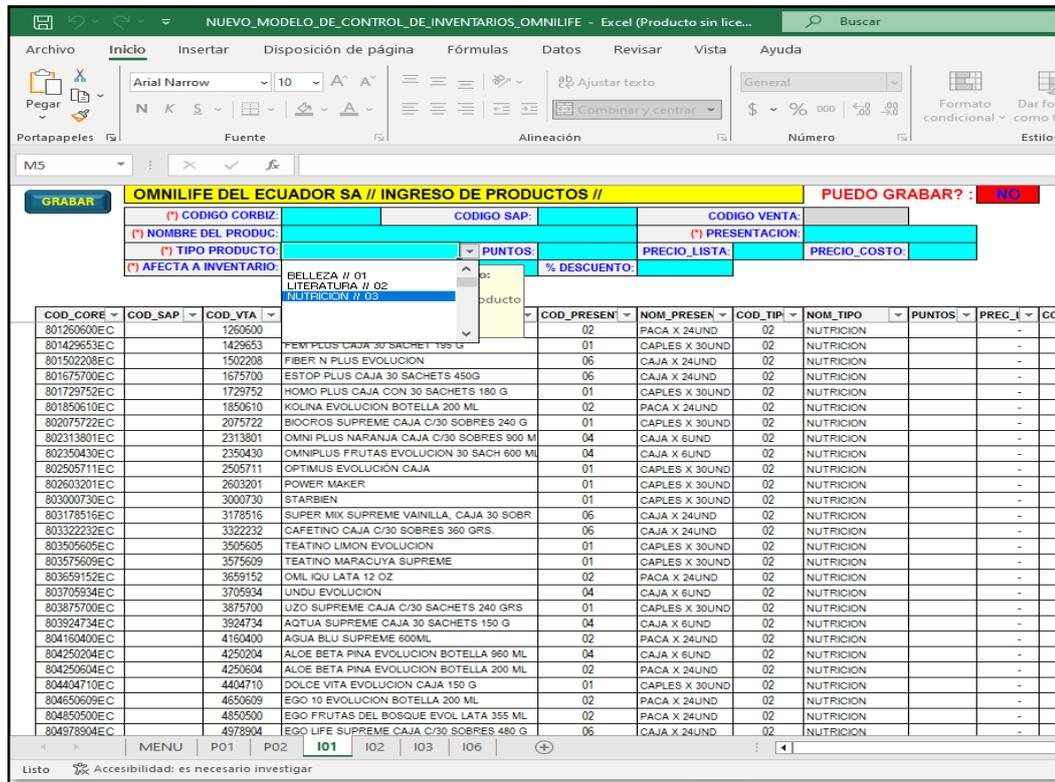 NUEVO_MODELO_DE_CONTROL_DE_INVENTARIOS_OMNILIFE - Excel (Producto sin lice... Buscar
Archivo Inicio Insertar Disposición de página Fórmulas Datos Revisar Vista Ayuda
Pegar Arial Narrow 10 A A Ajustar texto General
N K S A Combinar y centrar $ % 000 Formato condicional Dar fo como
Portapapeles Fuente Alineación Número Estilo
M5 fx
GRABAR OMNILIFE DEL ECUADOR SA // INGRESO DE PRODUCTOS // PUEDO GRABAR? : NO
(*) CODIGO CORBIZ: CODIGO SAP: CODIGO VENTA:
(*) NOMBRE DEL PRODUC: (*) PRESENTACION:
(*) TIPO PRODUCTO: PUNTOS: PRECIO_LISTA: PRECIO_COSTO:
(*) AFECTA A INVENTARIO: % DESCUENTO:
BELLEZA // 01
LITERATURA // 02
NUTRICION // 03
COD_CORE COD_SAP COD_VTA COD_PRESENT NOM_PRESEN COD_TIP NOM_TIPO PUNTOS PREC_L CO
801260600EC 1260600 02 PACA X 24UND 02 NUTRICION -
801429653EC 1429653 FEM PLUS CAJA 30 SACHET 195 G 01 CAPLES X 30UND 02 NUTRICION -
801502208EC 1502208 FIBER N PLUS EVOLUCION 06 CAJA X 24UND 02 NUTRICION -
801675700EC 1675700 ESTOP PLUS CAJA 30 SACHETS 450G 06 CAJA X 24UND 02 NUTRICION -
801729752EC 1729752 HOMO PLUS CAJA CON 30 SACHETS 180 G 01 CAPLES X 30UND 02 NUTRICION -
801850610EC 1850610 KOLINA EVOLUCION BOTELLA 200 ML 02 PACA X 24UND 02 NUTRICION -
802075722EC 2075722 BIOCROS SUPREME CAJA C/30 SOBRES 240 G 01 CAPLES X 30UND 02 NUTRICION -
802313801EC 2313801 OMNI PLUS NARANJA CAJA C/30 SOBRES 900 M 04 CAJA X 6UND 02 NUTRICION -
802350430EC 2350430 OMNIPLUS FRUTAS EVOLUCION 30 SACH 600 ML 04 CAJA X 6UND 02 NUTRICION -
802505711EC 2505711 OPTIMUS EVOLUCIÓN CAJA 01 CAPLES X 30UND 02 NUTRICION -
802603201EC 2603201 POWER MAKER 01 CAPLES X 30UND 02 NUTRICION -
803000730EC 3000730 STARBIEN 01 CAPLES X 30UND 02 NUTRICION -
803178516EC 3178516 SUPER MIX SUPREME VAINILLA, CAJA 30 SOBR 06 CAJA X 24UND 02 NUTRICION -
803322232EC 3322232 CAFETINO CAJA C/30 SOBRES 360 GRS. 06 CAJA X 24UND 02 NUTRICION -
803505605EC 3505605 TEATINO LIMON EVOLUCION 01 CAPLES X 30UND 02 NUTRICION -
803575609EC 3575609 TEATINO MARACUYA SUPREME 01 CAPLES X 30UND 02 NUTRICION -
803659152EC 3659152 OML IQU LATA 12 OZ 02 PACA X 24UND 02 NUTRICION -
803705934EC 3705934 UNDU EVOLUCION 04 CAJA X 6UND 02 NUTRICION -
803875700EC 3875700 UZO SUPREME CAJA C/30 SACHETS 240 GRS 01 CAPLES X 30UND 02 NUTRICION -
803924734EC 3924734 AQTUA SUPREME CAJA 30 SACHETS 150 G 04 CAJA X 6UND 02 NUTRICION -
804160400EC 4160400 AGUA BLU SUPREME 600ML 02 PACA X 24UND 02 NUTRICION -
804250204EC 4250204 ALOE BETA PINA EVOLUCION BOTELLA 960 ML 04 CAJA X 6UND 02 NUTRICION -
804250604EC 4250604 ALOE BETA PINA EVOLUCION BOTELLA 200 ML 02 PACA X 24UND 02 NUTRICION -
804404710EC 4404710 DOLCE VITA EVOLUCION CAJA 150 G 01 CAPLES X 30UND 02 NUTRICION -
804650609EC 4650609 EGO 10 EVOLUCION BOTELLA 200 ML 02 PACA X 24UND 02 NUTRICION -
804850500EC 4850500 EGO FRUTAS DEL BOSQUE EVOL LATA 355 ML 02 PACA X 24UND 02 NUTRICION -
804978904EC 4978904 EGO LIFE SUPREME CAJA C/30 SOBRES 480 G 06 CAJA X 24UND 02 NUTRICION -
MENU P01 P02 I01 I02 I03 I06
Listo Accesibilidad: es necesario investigar